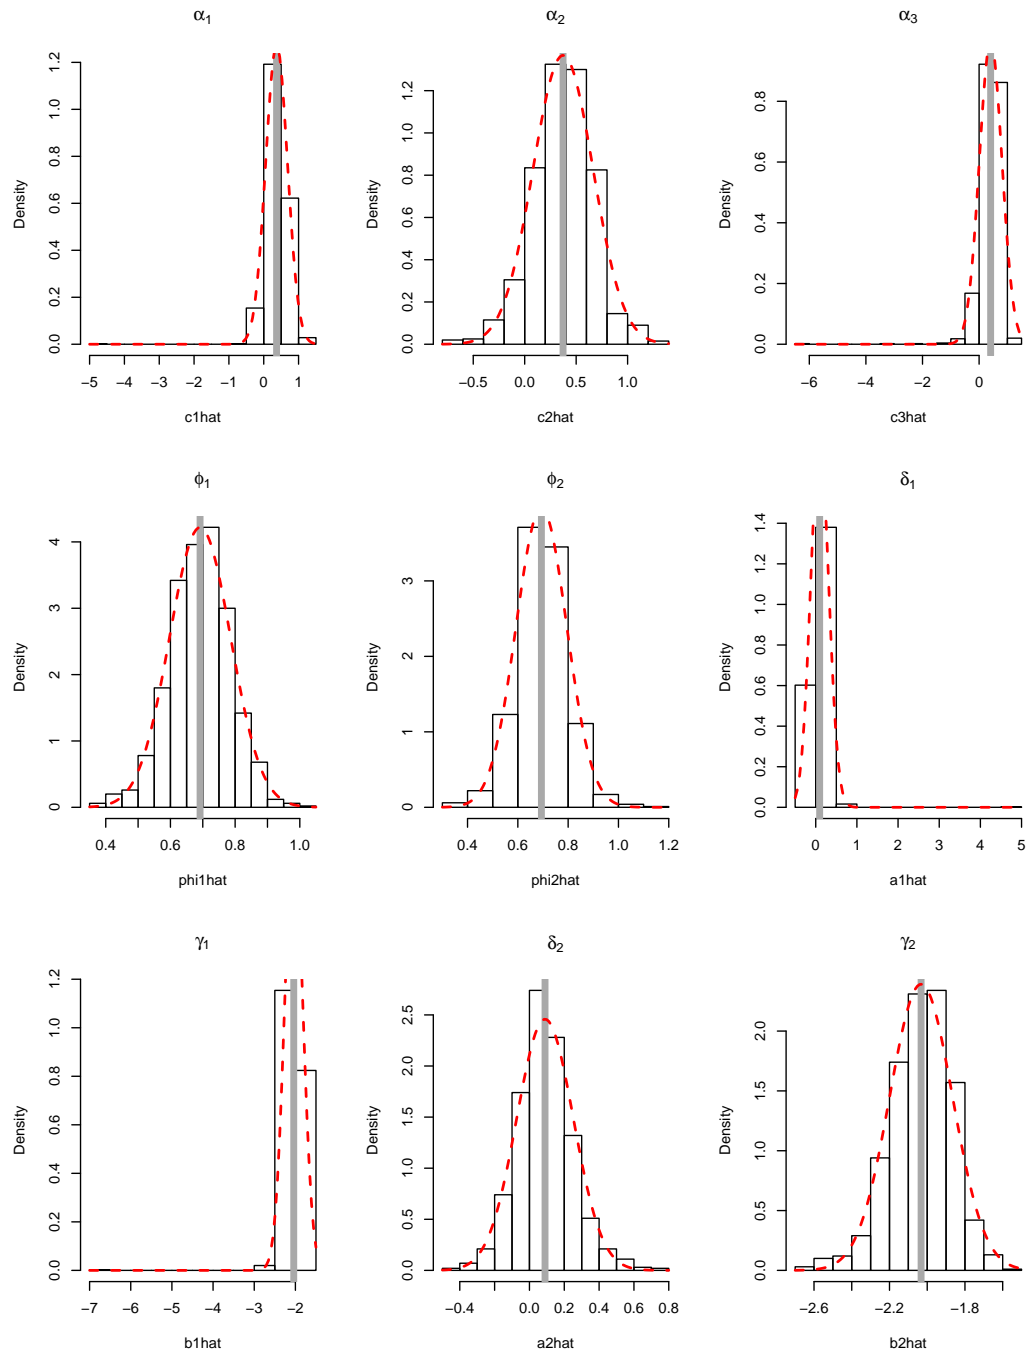 α1
Density
0.0 0.2 0.4 0.6 0.8 1.0 1.2
−5 −4 −3 −2 −1 0 1
c1hat
α2
Density
0.0 0.2 0.4 0.6 0.8 1.0 1.2
−0.5 0.0 0.5 1.0
c2hat
α3
Density
0.0 0.2 0.4 0.6 0.8
−6 −4 −2 0
c3hat
ϕ1
Density
0 1 2 3 4
0.4 0.6 0.8 1.0
phi1hat
ϕ2
Density
0 1 2 3
0.4 0.6 0.8 1.0 1.2
phi2hat
δ1
Density
0.0 0.2 0.4 0.6 0.8 1.0 1.2 1.4
0 1 2 3 4 5
a1hat
γ1
Density
0.0 0.2 0.4 0.6 0.8 1.0 1.2
−7 −6 −5 −4 −3 −2
b1hat
δ2
Density
0.0 0.5 1.0 1.5 2.0 2.5
−0.4 0.0 0.2 0.4 0.6 0.8
a2hat
γ2
Density
0.0 0.5 1.0 1.5 2.0
−2.6 −2.2 −1.8
b2hat